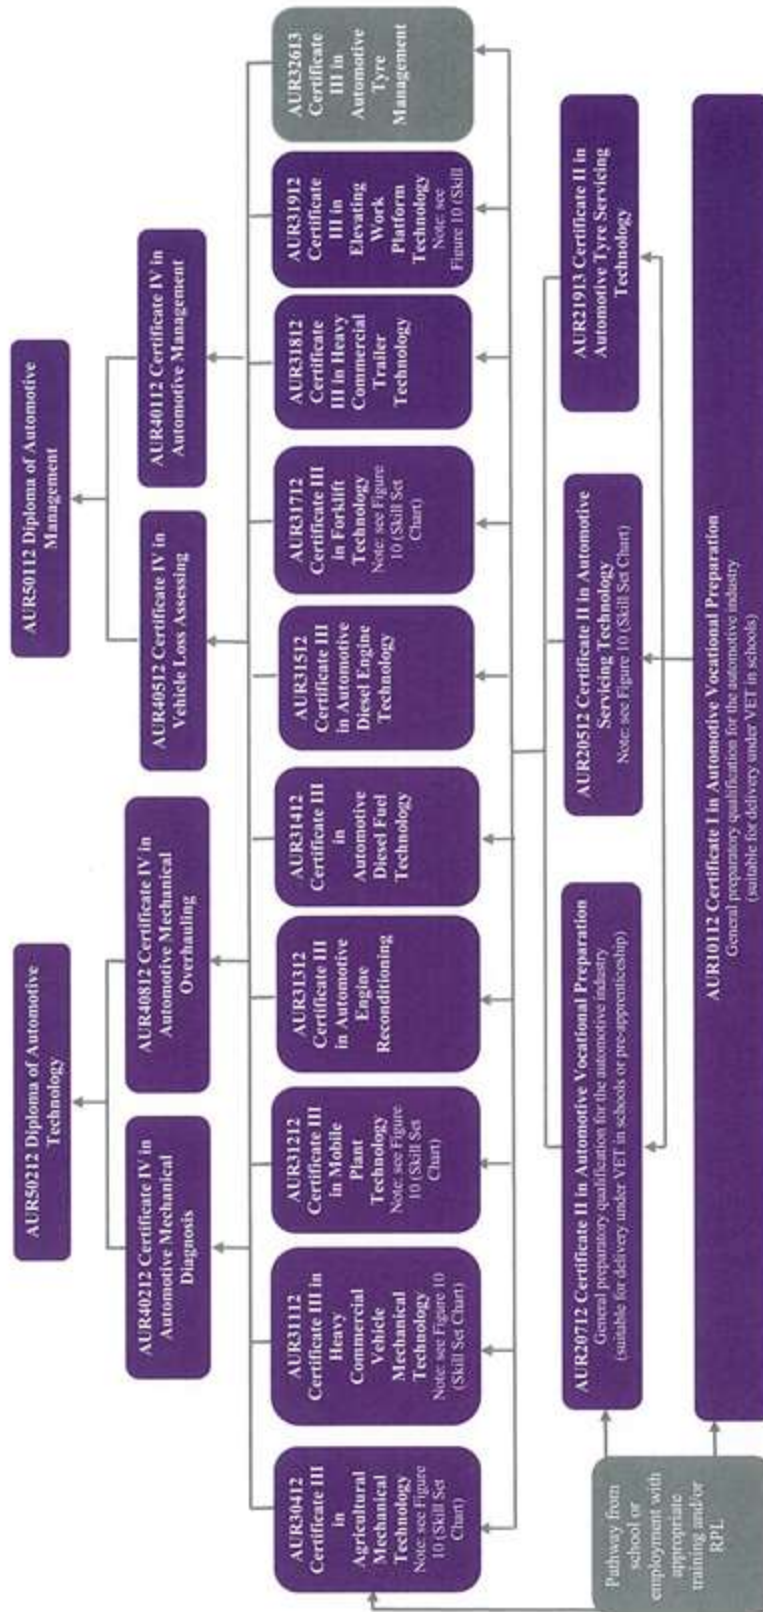 AUR50212 Diploma of Automotive
Technology
AUR50112 Diploma of Automotive
Management
AUR40212 Certificate IV in
Automotive Mechanical
Diagnosis
AUR40812 Certificate IV in
Automotive Mechanical
Overhauling
AUR40512 Certificate IV in
Vehicle Loss Assessing
AUR40112 Certificate IV in
Automotive Management
AUR30412
Certificate III
in
Agricultural
Mechanical
Technology
Note: see Figure
10 (Skill Set
Chart)
AUR31112
Certificate III in
Heavy
Commercial
Vehicle
Mechanical
Technology
Note: see Figure 10
(Skill Set Chart)
AUR31212
Certificate III
in Mobile
Plant
Technology
Note: see Figure
10 (Skill Set
Chart)
AUR31312
Certificate III
in Automotive
Engine
Reconditioning
AUR31412
Certificate III
in
Automotive
Diesel Fuel
Technology
AUR31512
Certificate III
in Automotive
Diesel Engine
Technology
AUR31712
Certificate III
in Forklift
Technology
Note: see Figure
10 (Skill Set
Chart)
AUR31812
Certificate
III in Heavy
Commercial
Trailer
Technology
AUR31912
Certificate
III in
Elevating
Work
Platform
Technology
Note: see
Figure 10 (Skill
AUR32613
Certificate
III in
Automotive
Tyre
Management
AUR20712 Certificate II in Automotive Vocational Preparation
General preparatory qualification for the automotive industry
(suitable for delivery under VET in schools or pre-apprenticeship)
AUR20512 Certificate II in Automotive
Servicing Technology
Note: see Figure 10 (Skill Set Chart)
AUR21913 Certificate II in
Automotive Tyre Servicing
Technology
Pathway from
school or
employment with
appropriate
training and/or
RPL
AUR10112 Certificate I in Automotive Vocational Preparation
General preparatory qualification for the automotive industry
(suitable for delivery under VET in schools)